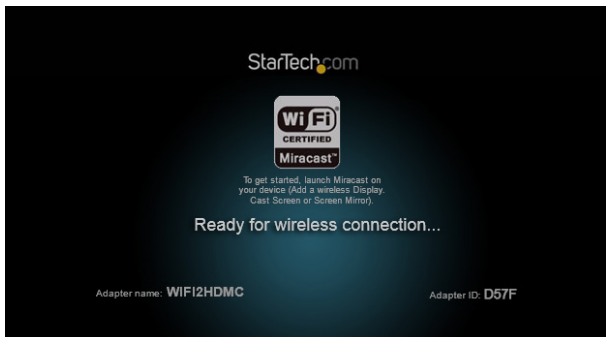 StarTech.com
Wi Fi
CERTIFIED
Miracast™
To get started, launch Miracast on
your device (Add a wireless Display.
Cast Screen or Screen Mirror).
Ready for wireless connection...
Adapter name: WIFI2HDMC
Adapter ID: D57F